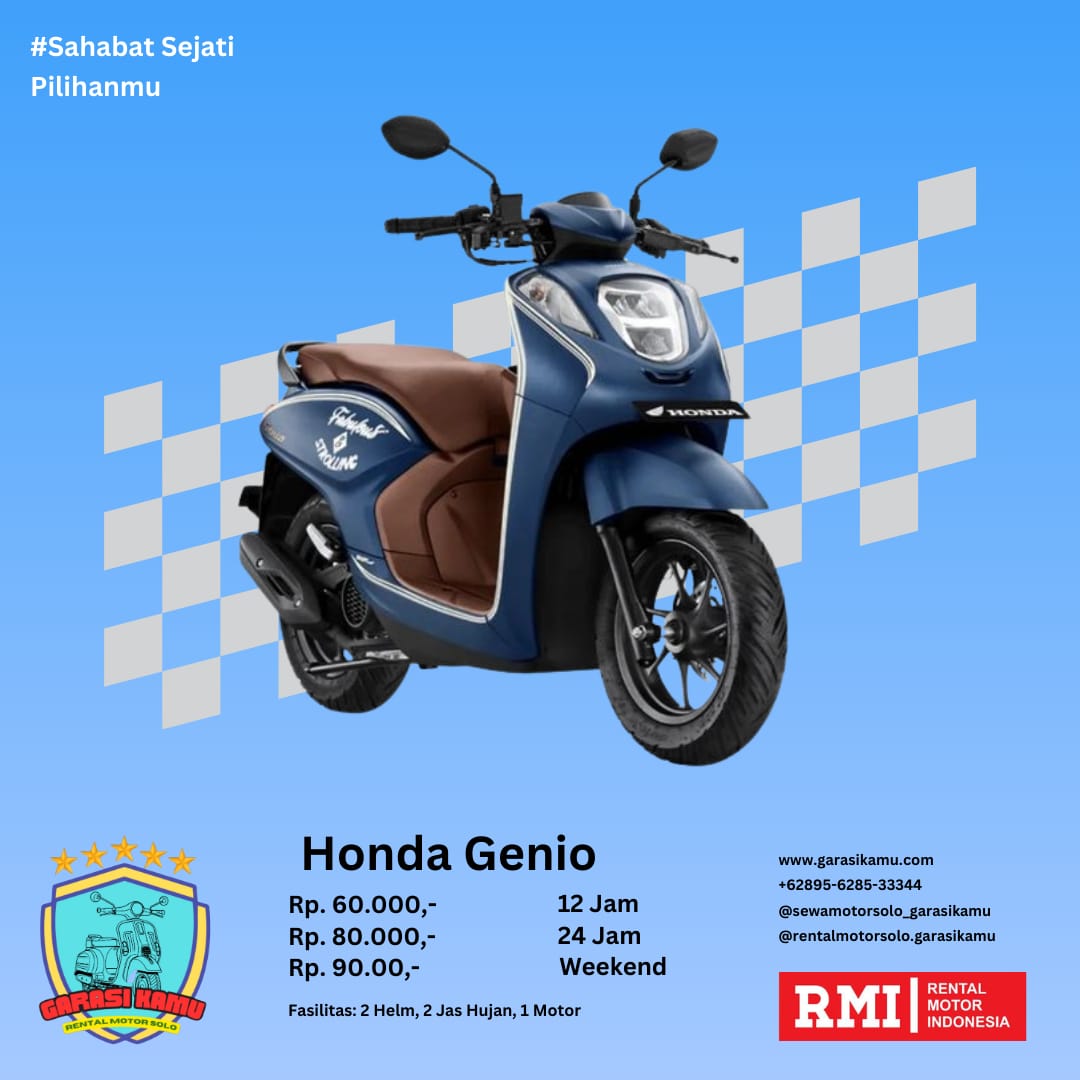 #Sahabat Sejati
Pilihanmu
HONDA
Fabulous
STROLLING
Honda Genio
Rp. 60.000,- 12 Jam
Rp. 80.000,- 24 Jam
Rp. 90.00,- Weekend
Fasilitas: 2 Helm, 2 Jas Hujan, 1 Motor
GARASI KAMU
RENTAL MOTOR SOLO
www.garasikamu.com
+62895-6285-33344
@sewamotorsolo_garasikamu
@rentalmotorsolo.garasikamu
RMI
RENTAL
MOTOR
INDONESIA